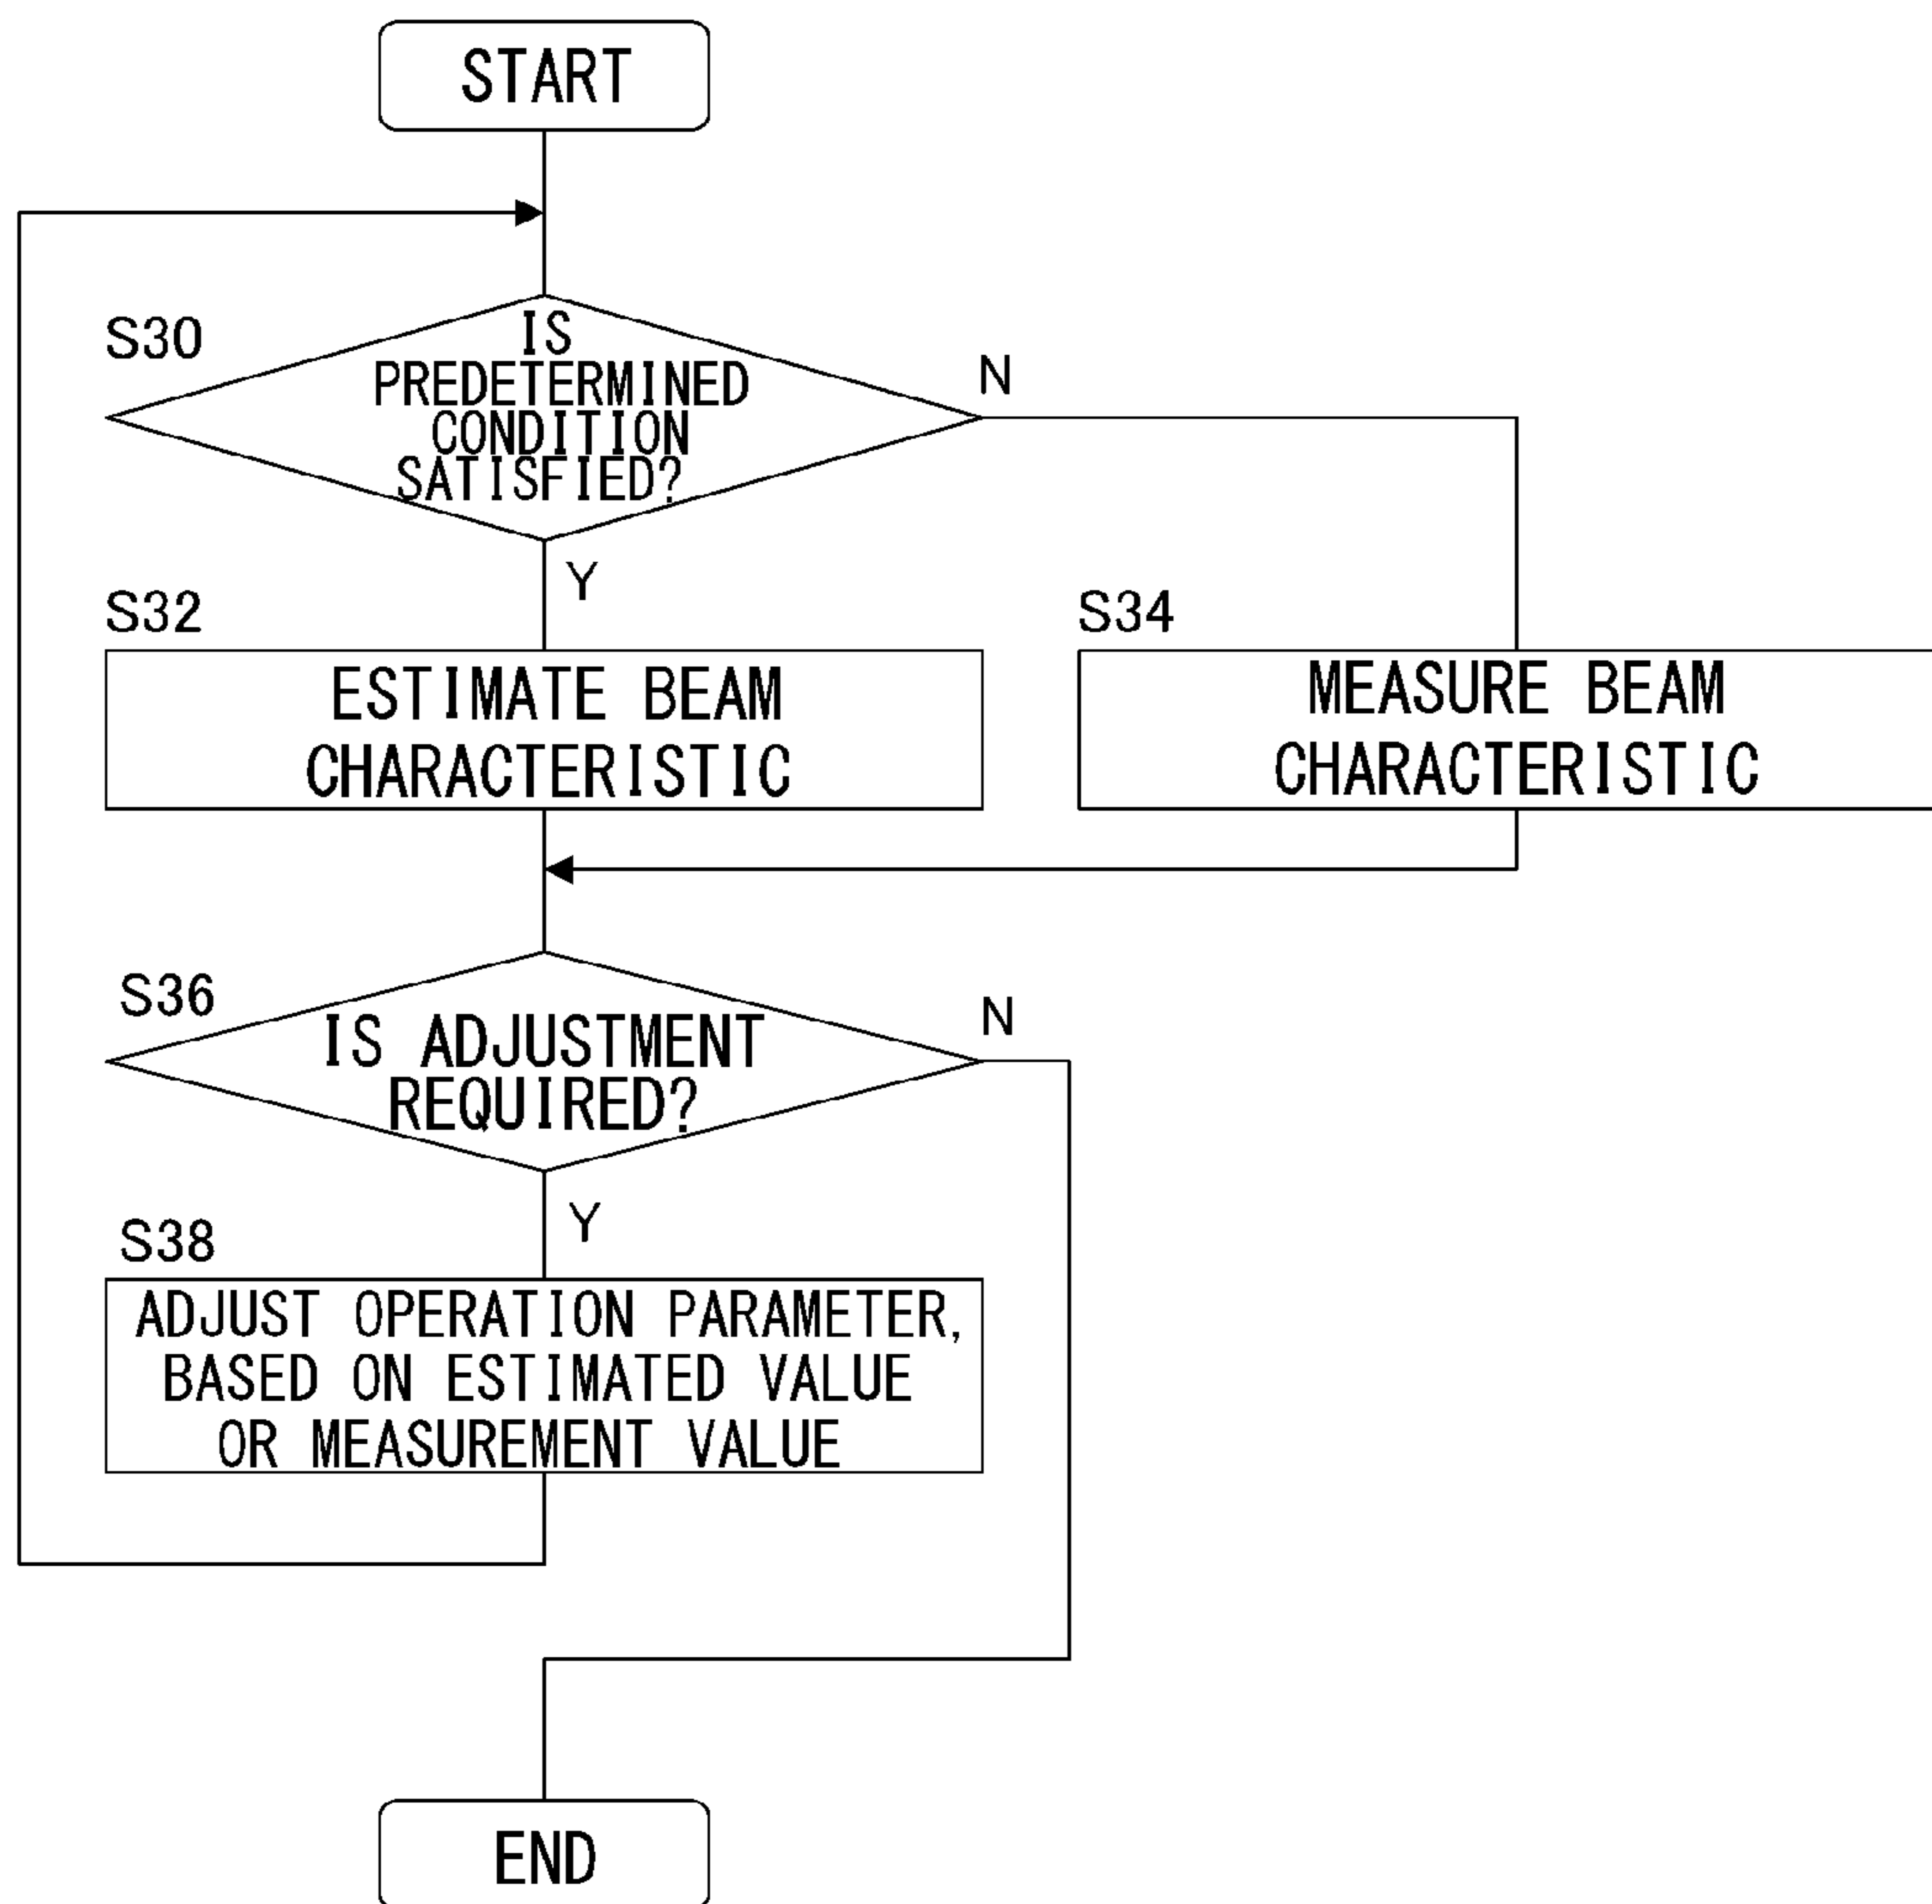 START
S30
IS
PREDETERMINED
CONDITION
SATISFIED?
N
Y
S32
ESTIMATE BEAM
CHARACTERISTIC
S34
MEASURE BEAM
CHARACTERISTIC
S36
IS ADJUSTMENT
REQUIRED?
N
Y
S38
ADJUST OPERATION PARAMETER,
BASED ON ESTIMATED VALUE
OR MEASUREMENT VALUE
END